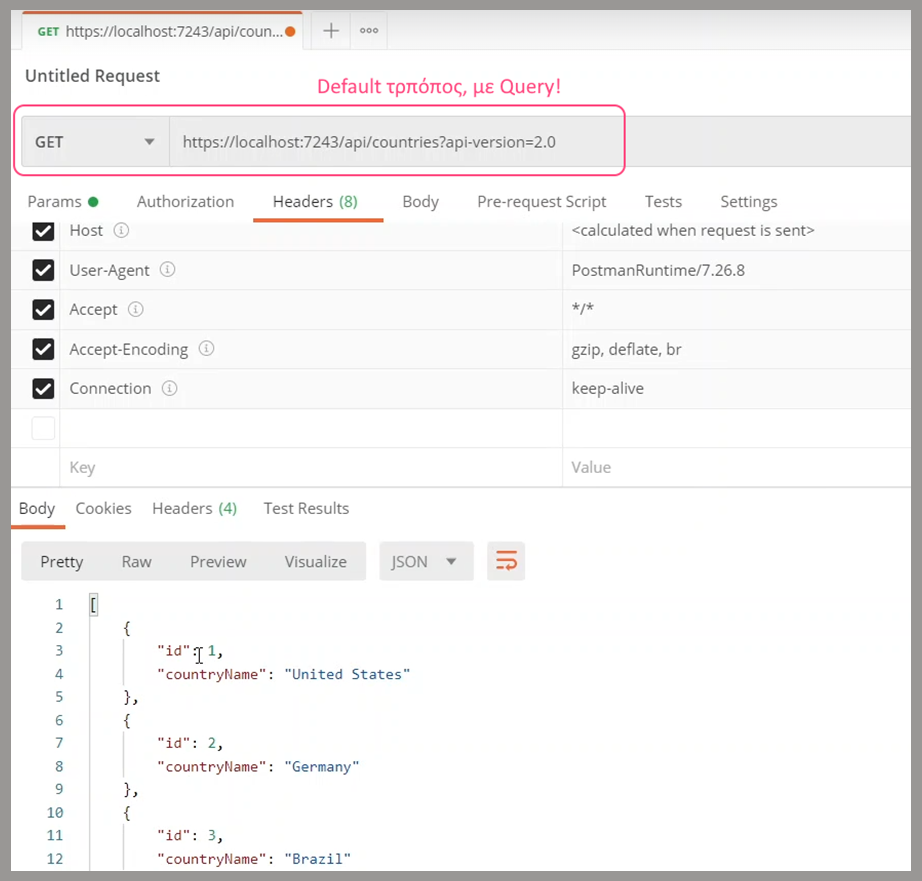 GET https://localhost:7243/api/coun...
Untitled Request
Default τρπόπος, με Query!
GET https://localhost:7243/api/countries?api-version=2.0
Params Authorization Headers (8) Body Pre-request Script Tests Settings
Host <calculated when request is sent>
User-Agent PostmanRuntime/7.26.8
Accept */*
Accept-Encoding gzip, deflate, br
Connection keep-alive
Key Value
Body Cookies Headers (4) Test Results
Pretty Raw Preview Visualize JSON
1 [
2 {
3 "id": 1,
4 "countryName": "United States"
5 },
6 {
7 "id": 2,
8 "countryName": "Germany"
9 },
10 {
11 "id": 3,
12 "countryName": "Brazil"